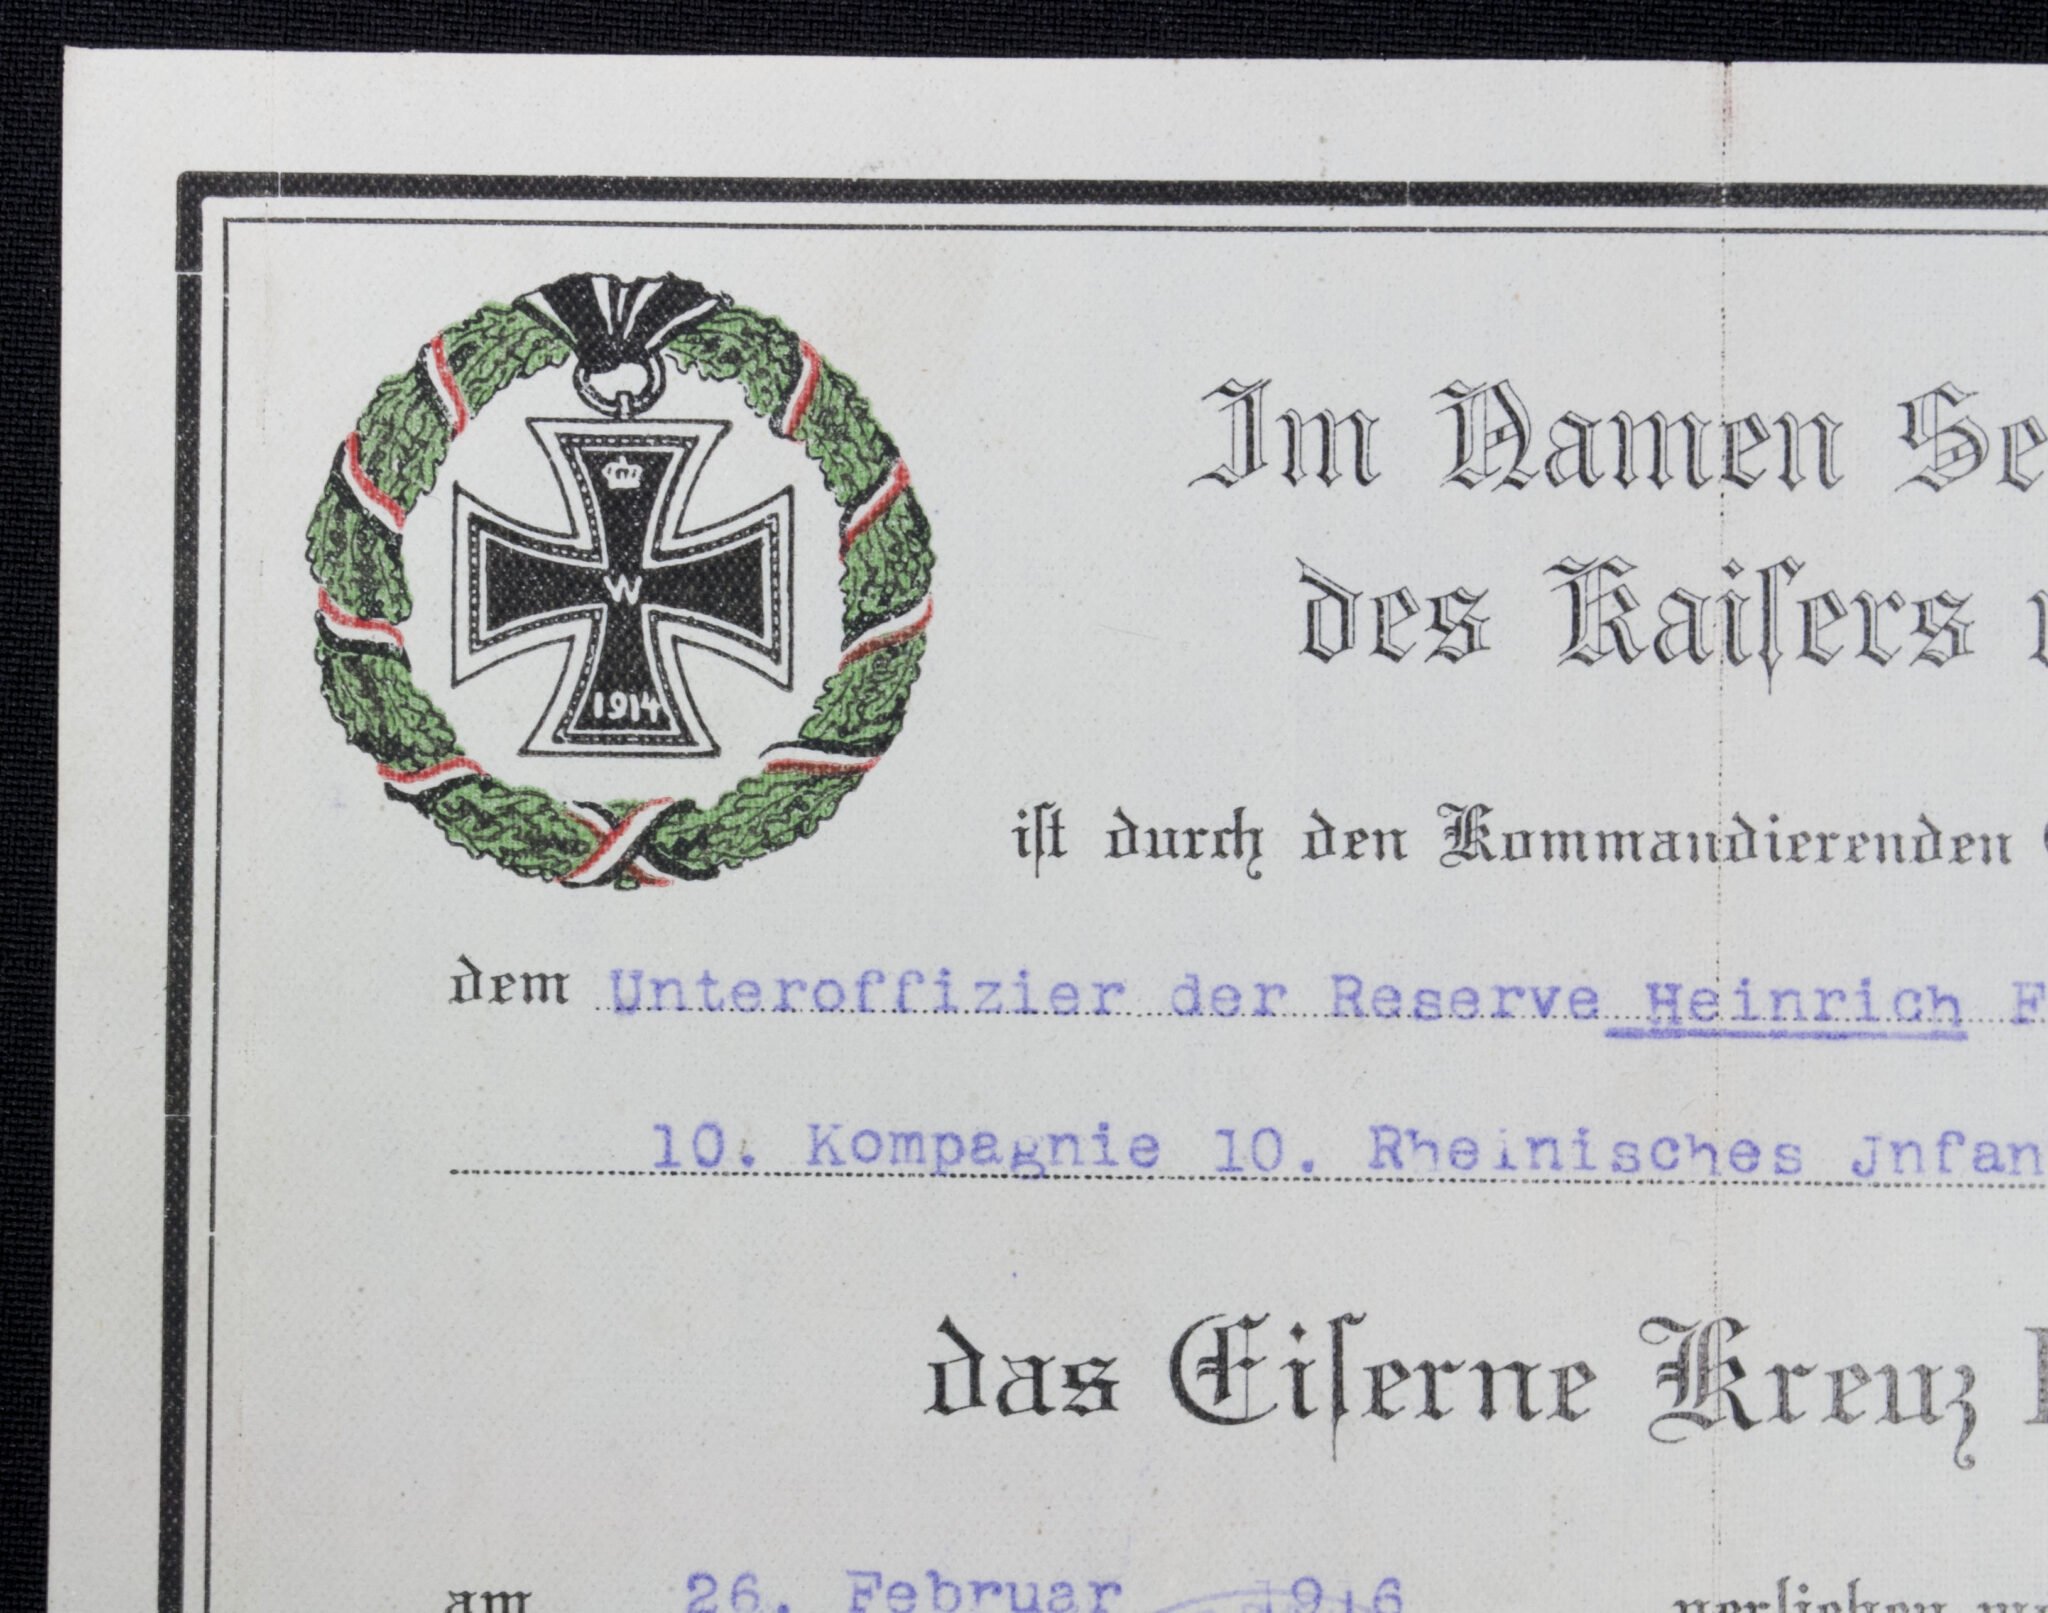 W
1914
Im Namen Se
des Kaiſers
iſt durch den Kommandierenden
dem Unteroffizier der Reserve Heinrich F
10. Kompagnie 10. Rheinisches Jnfan
das Eiſerne Kreuz
am 26. Februar 1916 verliehen